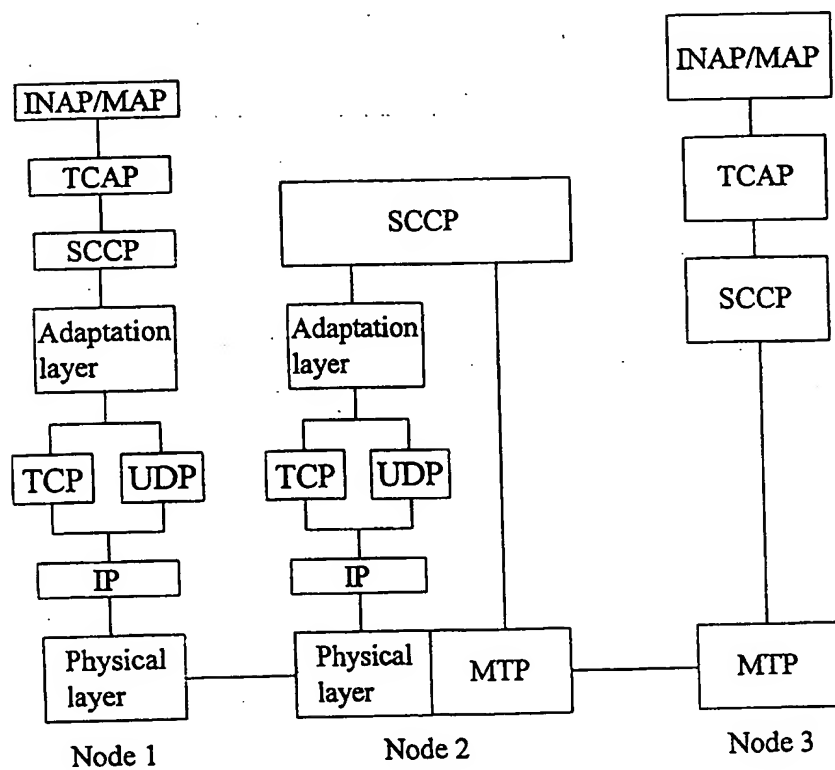 INAP/MAP
TCAP
SCCP
Adaptation
layer
TCP
UDP
IP
Physical
layer
Node 1
SCCP
Adaptation
layer
TCP
UDP
IP
Physical
layer
MTP
Node 2
INAP/MAP
TCAP
SCCP
MTP
Node 3